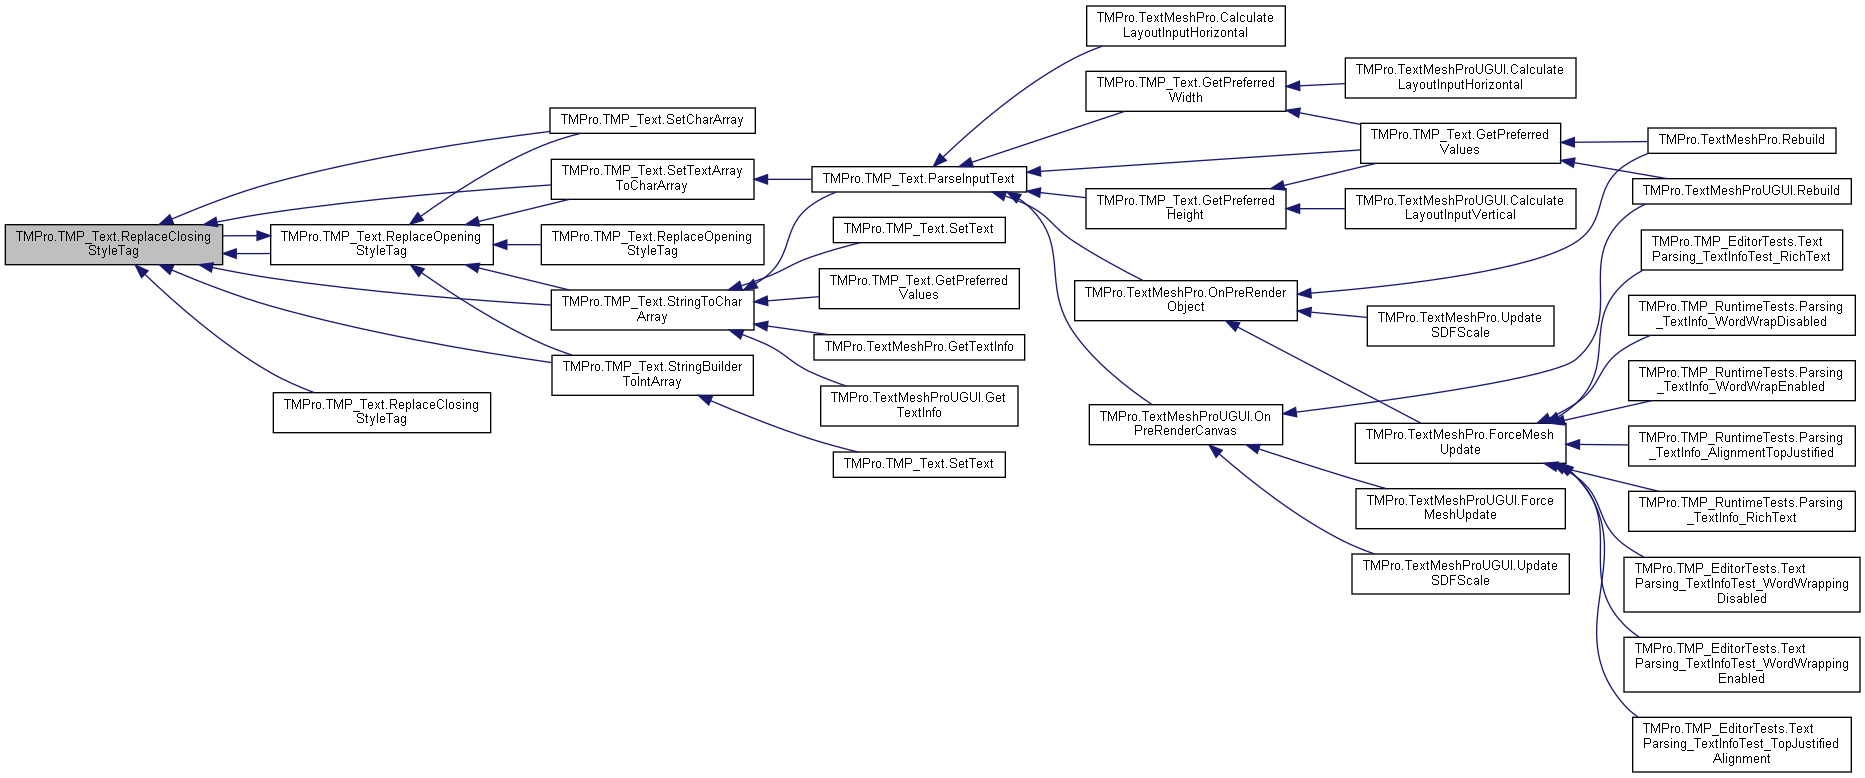 TMPro.TMP_Text.ReplaceClosing
StyleTag
TMPro.TMP_Text.ReplaceOpening
StyleTag
TMPro.TMP_Text.ReplaceClosing
StyleTag
TMPro.TMP_Text.SetCharArray
TMPro.TMP_Text.SetTextArray
ToCharArray
TMPro.TMP_Text.ReplaceOpening
StyleTag
TMPro.TMP_Text.StringToChar
Array
TMPro.TMP_Text.StringBuilder
ToIntArray
TMPro.TMP_Text.ParseInputText
TMPro.TMP_Text.SetText
TMPro.TMP_Text.GetPreferred
Values
TMPro.TextMeshPro.GetTextInfo
TMPro.TextMeshProUGUI.Get
TextInfo
TMPro.TMP_Text.SetText
TMPro.TextMeshPro.Calculate
LayoutInputHorizontal
TMPro.TMP_Text.GetPreferred
Width
TMPro.TMP_Text.GetPreferred
Height
TMPro.TextMeshPro.OnPreRender
Object
TMPro.TextMeshProUGUI.On
PreRenderCanvas
TMPro.TextMeshProUGUI.Calculate
LayoutInputHorizontal
TMPro.TMP_Text.GetPreferred
Values
TMPro.TextMeshProUGUI.Calculate
LayoutInputVertical
TMPro.TextMeshPro.Update
SDFScale
TMPro.TextMeshPro.ForceMesh
Update
TMPro.TextMeshProUGUI.Force
MeshUpdate
TMPro.TextMeshProUGUI.Update
SDFScale
TMPro.TextMeshPro.Rebuild
TMPro.TextMeshProUGUI.Rebuild
TMPro.TMP_EditorTests.Text
Parsing_TextInfoTest_RichText
TMPro.TMP_RuntimeTests.Parsing
_TextInfo_WordWrapDisabled
TMPro.TMP_RuntimeTests.Parsing
_TextInfo_WordWrapEnabled
TMPro.TMP_RuntimeTests.Parsing
_TextInfo_AlignmentTopJustified
TMPro.TMP_RuntimeTests.Parsing
_TextInfo_RichText
TMPro.TMP_EditorTests.Text
Parsing_TextInfoTest_WordWrapping
Disabled
TMPro.TMP_EditorTests.Text
Parsing_TextInfoTest_WordWrapping
Enabled
TMPro.TMP_EditorTests.Text
Parsing_TextInfoTest_TopJustified
Alignment